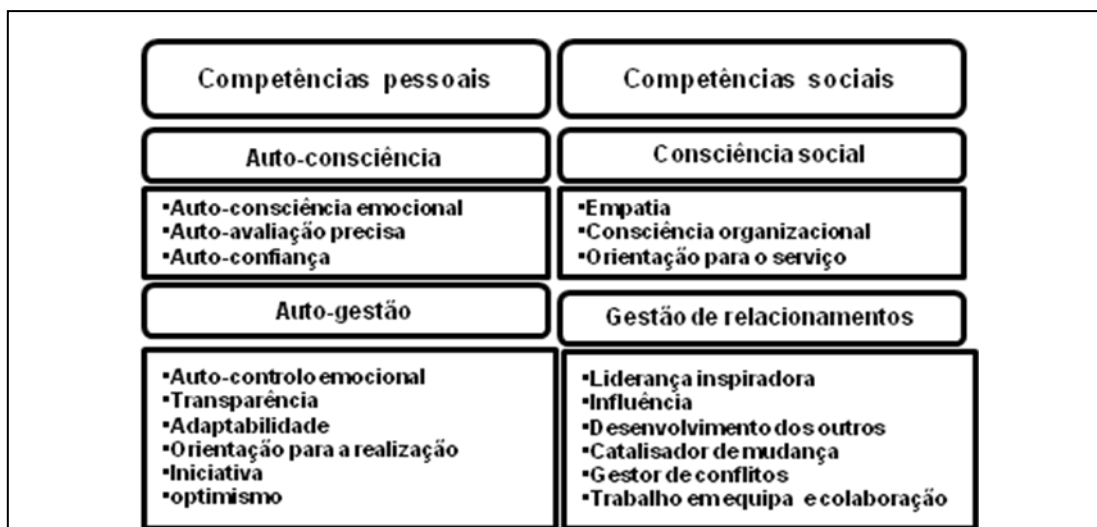 Competências pessoais
Competências sociais
Auto-consciência
Consciência social
▪Auto-consciência emocional
▪Auto-avaliação precisa
▪Auto-confiança
▪Empatia
▪Consciência organizacional
▪Orientação para o serviço
Auto-gestão
Gestão de relacionamentos
▪Auto-controlo emocional
▪Transparência
▪Adaptabilidade
▪Orientação para a realização
▪Iniciativa
▪optimismo
▪Liderança inspiradora
▪Influência
▪Desenvolvimento dos outros
▪Catalisador de mudança
▪Gestor de conflitos
▪Trabalho em equipa e colaboração